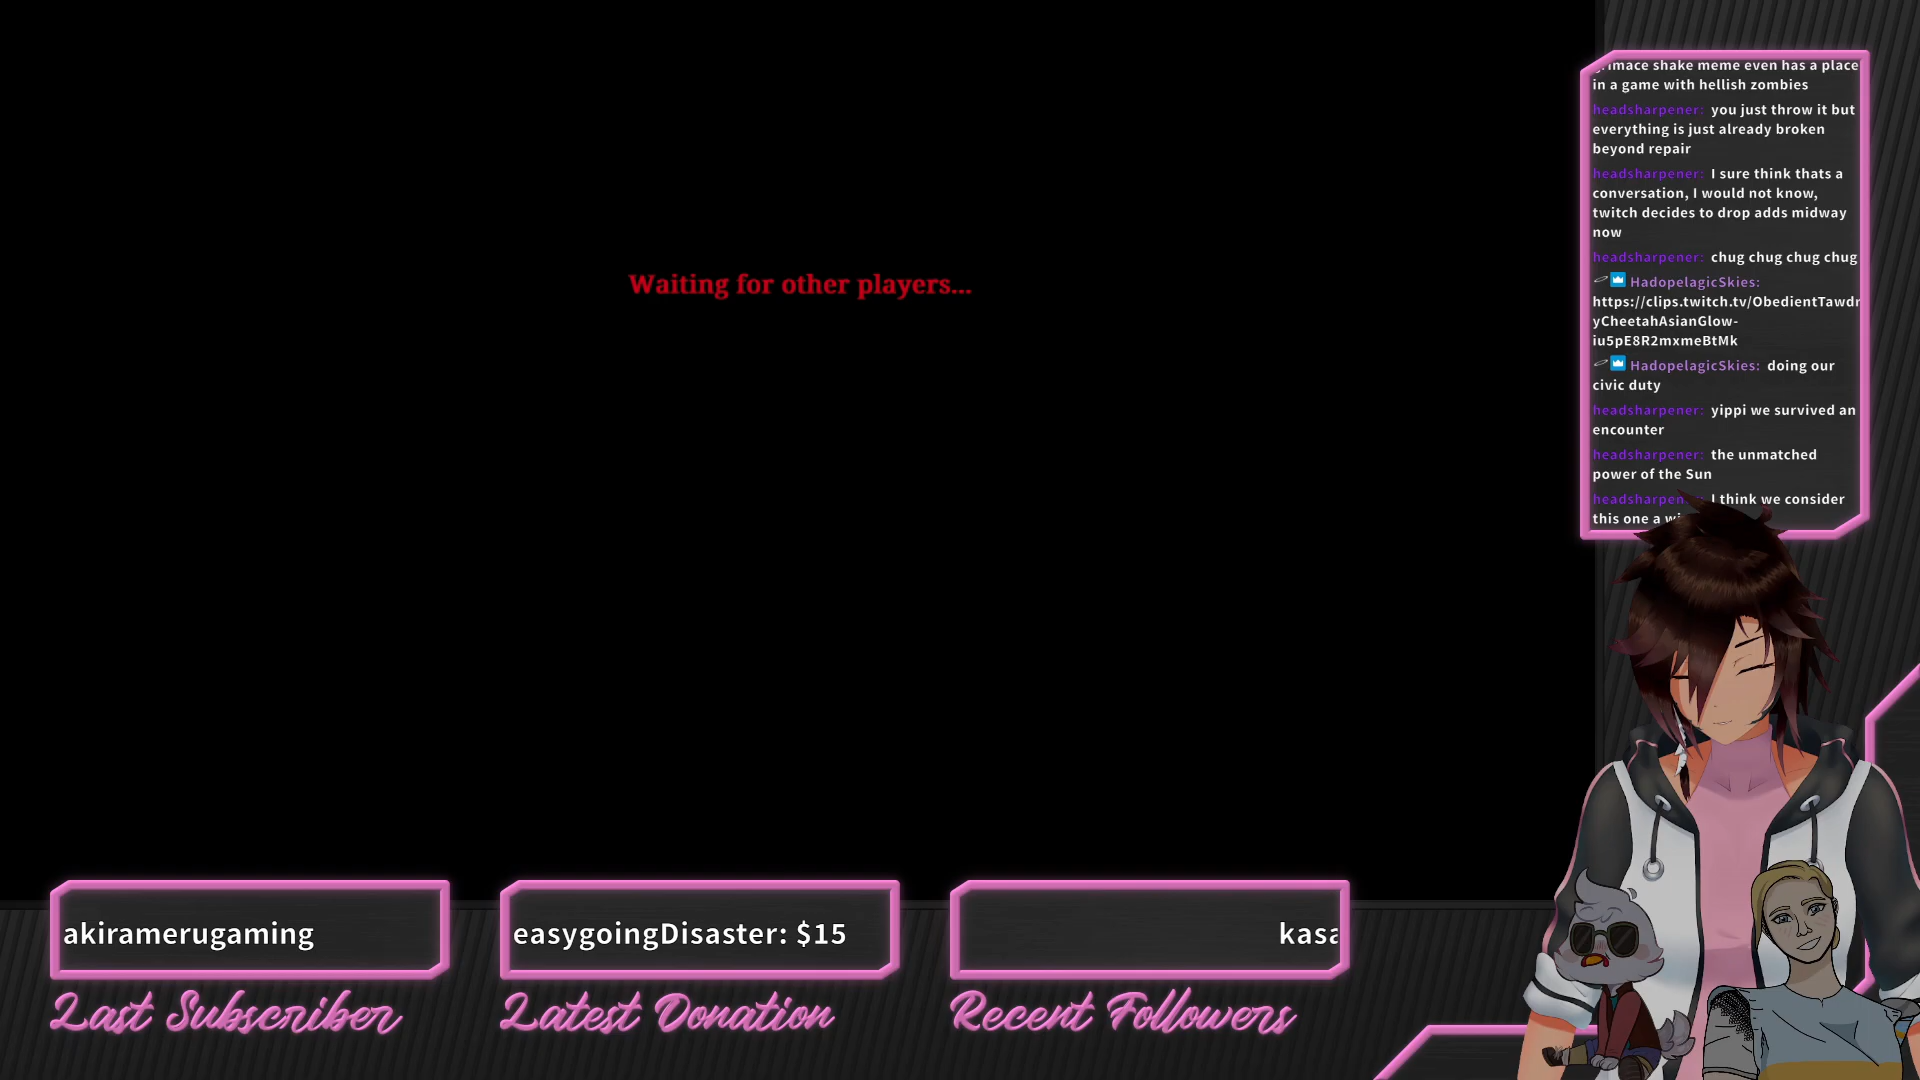 Waiting for other players...
grimace shake meme even has a place
in a game with hellish zombies
headsharpener: you just throw it but
everything is just already broken
beyond repair
headsharpener: I sure think thats a
conversation, I would not know,
twitch decides to drop adds midway
now
headsharpener: chug chug chug chug
HadopelagicSkies:
https://clips.twitch.tv/ObedientTawdr
yCheetahAsianGlow-
iu5pE8R2mxmeBtMk
HadopelagicSkies: doing our
civic duty
headsharpener: yippi we survived an
encounter
headsharpener: the unmatched
power of the Sun
headsharpener: I think we consider
this one a
akiramerugaming
easygoingDisaster: $15
kasa
Last Subscriber
Latest Donation
Recent Followers